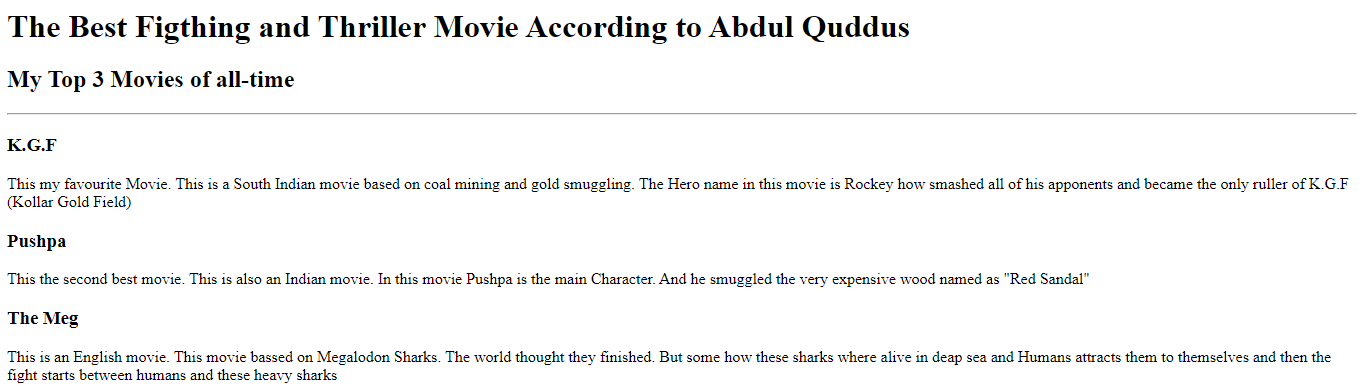 The Best Figthing and Thriller Movie According to Abdul Quddus
My Top 3 Movies of all-time
K.G.F
This my favourite Movie. This is a South Indian movie based on coal mining and gold smuggling. The Hero name in this movie is Rockey how smashed all of his apponents and became the only ruller of K.G.F
(Kollar Gold Field)
Pushpa
This the second best movie. This is also an Indian movie. In this movie Pushpa is the main Character. And he smuggled the very expensive wood named as "Red Sandal"
The Meg
This is an English movie. This movie bassed on Megalodon Sharks. The world thought they finished. But some how these sharks where alive in deap sea and Humans attracts them to themselves and then the
fight starts between humans and these heavy sharks